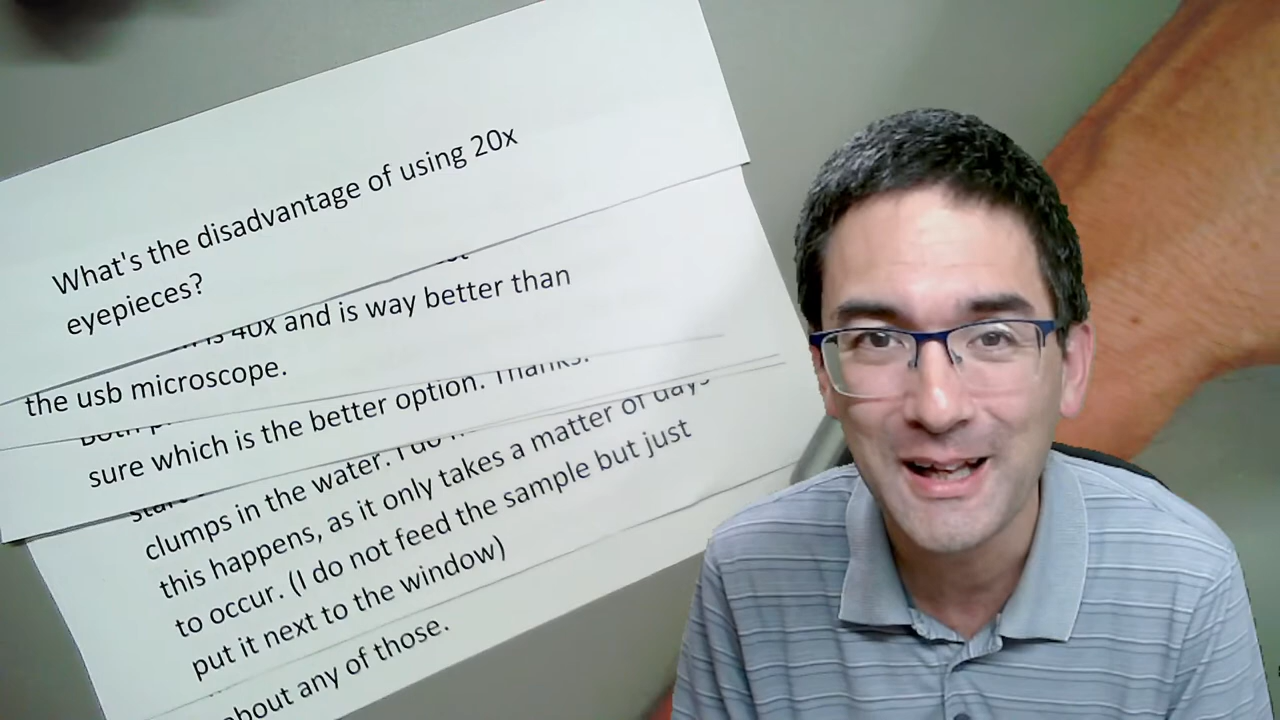 What's the disadvantage of using 20x
eyepieces?
is 40x and is way better than
the usb microscope.
sure which is the better option. Thanks.
clumps in the water. I do
this happens, as it only takes a matter of days
to occur. (I do not feed the sample but just
put it next to the window)
about any of those.